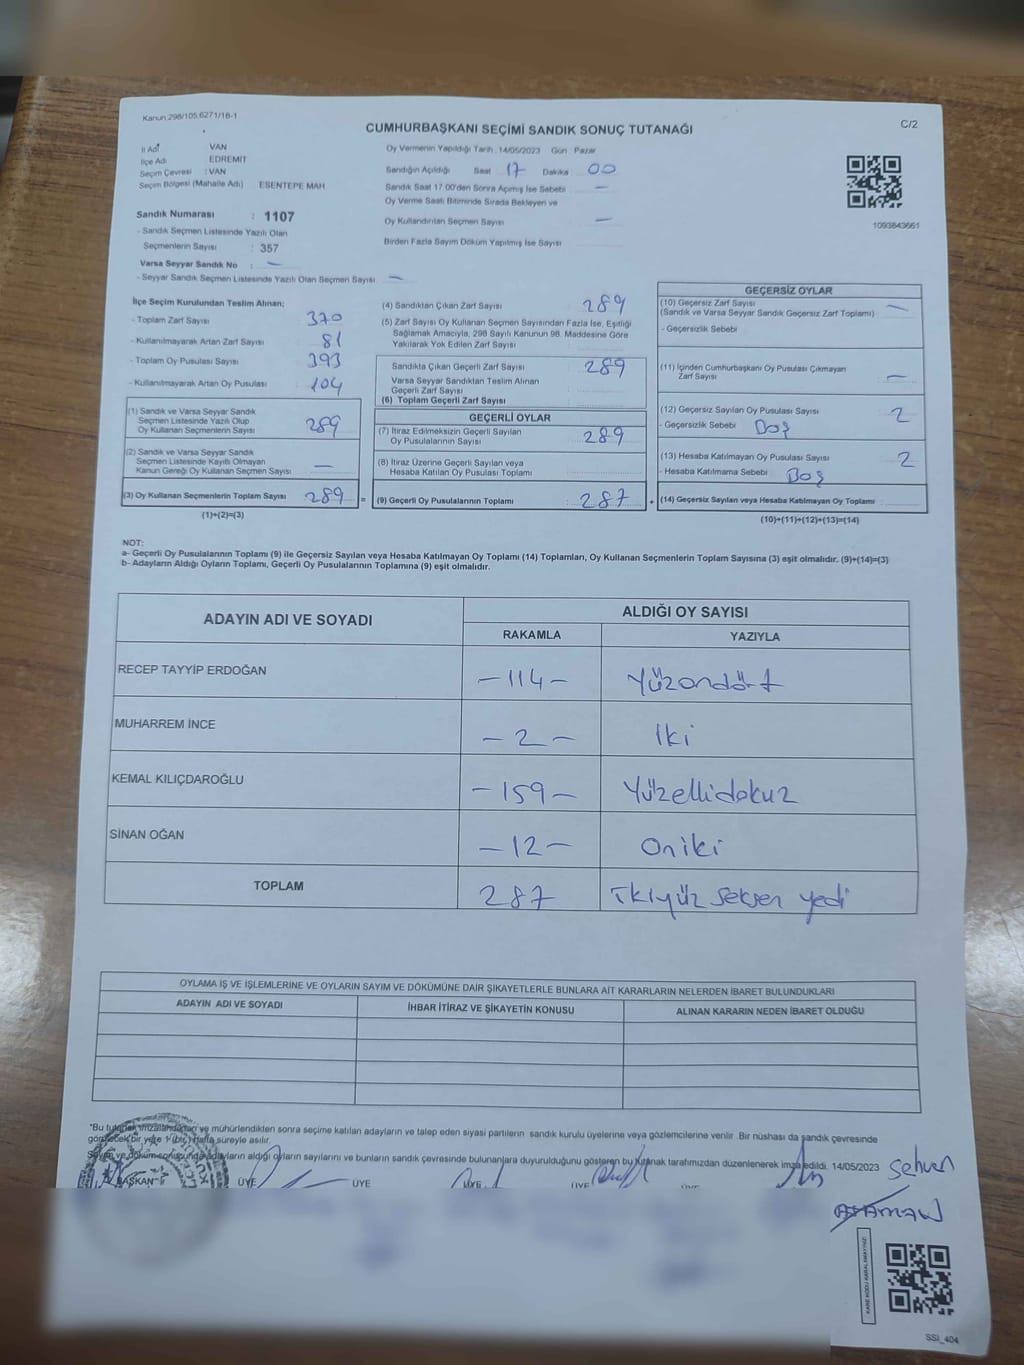 Kanun 298/105,6271/18-1
CUMHURBAŞKANI SEÇİMİ SANDIK SONUÇ TUTANAĞI
C/2
İl Adı : VAN
İlçe Adı : EDREMIT
Seçim Çevresi : VAN
Seçim Bölgesi (Mahalle Adı) ESENTEPE MAH
Sandık Numarası : 1107
- Sandık Seçmen Listesinde Yazılı Olan
Seçmenlerin Sayısı : 357
Varsa Seyyar Sandık No : —
- Seyyar Sandık Seçmen Listesinde Yazılı Olan Seçmen Sayısı —
Oy Vermenin Yapıldığı Tarih : 14/05/2023 Gün : Pazar
Sandığın Açıldığı Saat 17 Dakika 00
Sandık Saat 17.00'den Sonra Açmış İse Sebebi —
Oy Verme Saati Bitiminde Sırada Bekleyen ve
Oy Kullandırılan Seçmen Sayısı —
Birden Fazla Sayım Döküm Yapılmış İse Sayısı
1093843661
İlçe Seçim Kurulundan Teslim Alınan;
- Toplam Zarf Sayısı 370
- Kullanılmayarak Artan Zarf Sayısı 81
- Toplam Oy Pusulası Sayısı 393
- Kullanılmayarak Artan Oy Pusulası 104
(1) Sandık ve Varsa Seyyar Sandık
Seçmen Listesinde Yazılı Olup
Oy Kullanan Seçmenlerin Sayısı 289
(2) Sandık ve Varsa Seyyar Sandık
Seçmen Listesinde Kayıtlı Olmayan
Kanun Gereği Oy Kullanan Seçmen Sayısı —
(3) Oy Kullanan Seçmenlerin Toplam Sayısı 289 =
(1)+(2)=(3)
(4) Sandıktan Çıkan Zarf Sayısı 289
(5) Zarf Sayısı Oy Kullanan Seçmen Sayısından Fazla İse, Eşitliği
Sağlamak Amacıyla, 298 Sayılı Kanunun 98. Maddesine Göre
Yakılarak Yok Edilen Zarf Sayısı
Sandıkta Çıkan Geçerli Zarf Sayısı 289
Varsa Seyyar Sandıktan Teslim Alınan
Geçerli Zarf Sayısı
(6) Toplam Geçerli Zarf Sayısı
GEÇERLİ OYLAR
(7) İtiraz Edilmeksizin Geçerli Sayılan
Oy Pusulalarının Sayısı 289
(8) İtiraz Üzerine Geçerli Sayılan veya
Hesaba Katılan Oy Pusulası Toplamı
(9) Geçerli Oy Pusulalarının Toplamı : 287 +
GEÇERSİZ OYLAR
(10) Geçersiz Zarf Sayısı —
(Sandık ve Varsa Seyyar Sandık Geçersiz Zarf Toplamı)
- Geçersizlik Sebebi
(11) İçinden Cumhurbaşkanı Oy Pusulası Çıkmayan
Zarf Sayısı —
(12) Geçersiz Sayılan Oy Pusulası Sayısı 2
- Geçersizlik Sebebi Boş
(13) Hesaba Katılmayan Oy Pusulası Sayısı 2
- Hesaba Katılmama Sebebi Boş
(14) Geçersiz Sayılan veya Hesaba Katılmayan Oy Toplamı
(10)+(11)+(12)+(13)=(14)
NOT:
a- Geçerli Oy Pusulalarının Toplamı (9) ile Geçersiz Sayılan veya Hesaba Katılmayan Oy Toplamı (14) Toplamları, Oy Kullanan Seçmenlerin Toplam Sayısına (3) eşit olmalıdır. (9)+(14)=(3)
b- Adayların Aldığı Oyların Toplamı, Geçerli Oy Pusulalarının Toplamına (9) eşit olmalıdır.
ADAYIN ADI VE SOYADI
ALDIĞI OY SAYISI
RAKAMLA YAZIYLA
RECEP TAYYİP ERDOĞAN -114- Yüzondört
MUHARREM İNCE -2- İki
KEMAL KILIÇDAROĞLU -159- Yüzellidokuz
SİNAN OĞAN -12- Oniki
TOPLAM 287 İkiyüz seksen yedi
OYLAMA İŞ VE İŞLEMLERİNE VE OYLARIN SAYIM VE DÖKÜMÜNE DAİR ŞİKAYETLERLE BUNLARA AİT KARARLARIN NELERDEN İBARET BULUNDUKLARI
ADAYIN ADI VE SOYADI İHBAR İTİRAZ VE ŞİKAYETİN KONUSU ALINAN KARARIN NEDEN İBARET OLDUĞU
"Bu tutanak imzalandıktan ve mühürlendikten sonra seçime katılan adayların ve talep eden siyasi partilerin sandık kurulu üyelerine veya gözlemcilerine verilir. Bir nüshası da sandık çevresinde
görülecek bir yere 1 (bir) hafta süreyle asılır.
Sayım ve döküm sonucunda adayların aldığı oyların sayılarını ve bunların sandık çevresinde bulunanlara duyurulduğunu gösteren bu tutanak tarafımızdan düzenlenerek imza edildi. 14/05/2023
BAŞKAN ÜYE ÜYE ÜYE ÜYE ÜYE
SSI_404